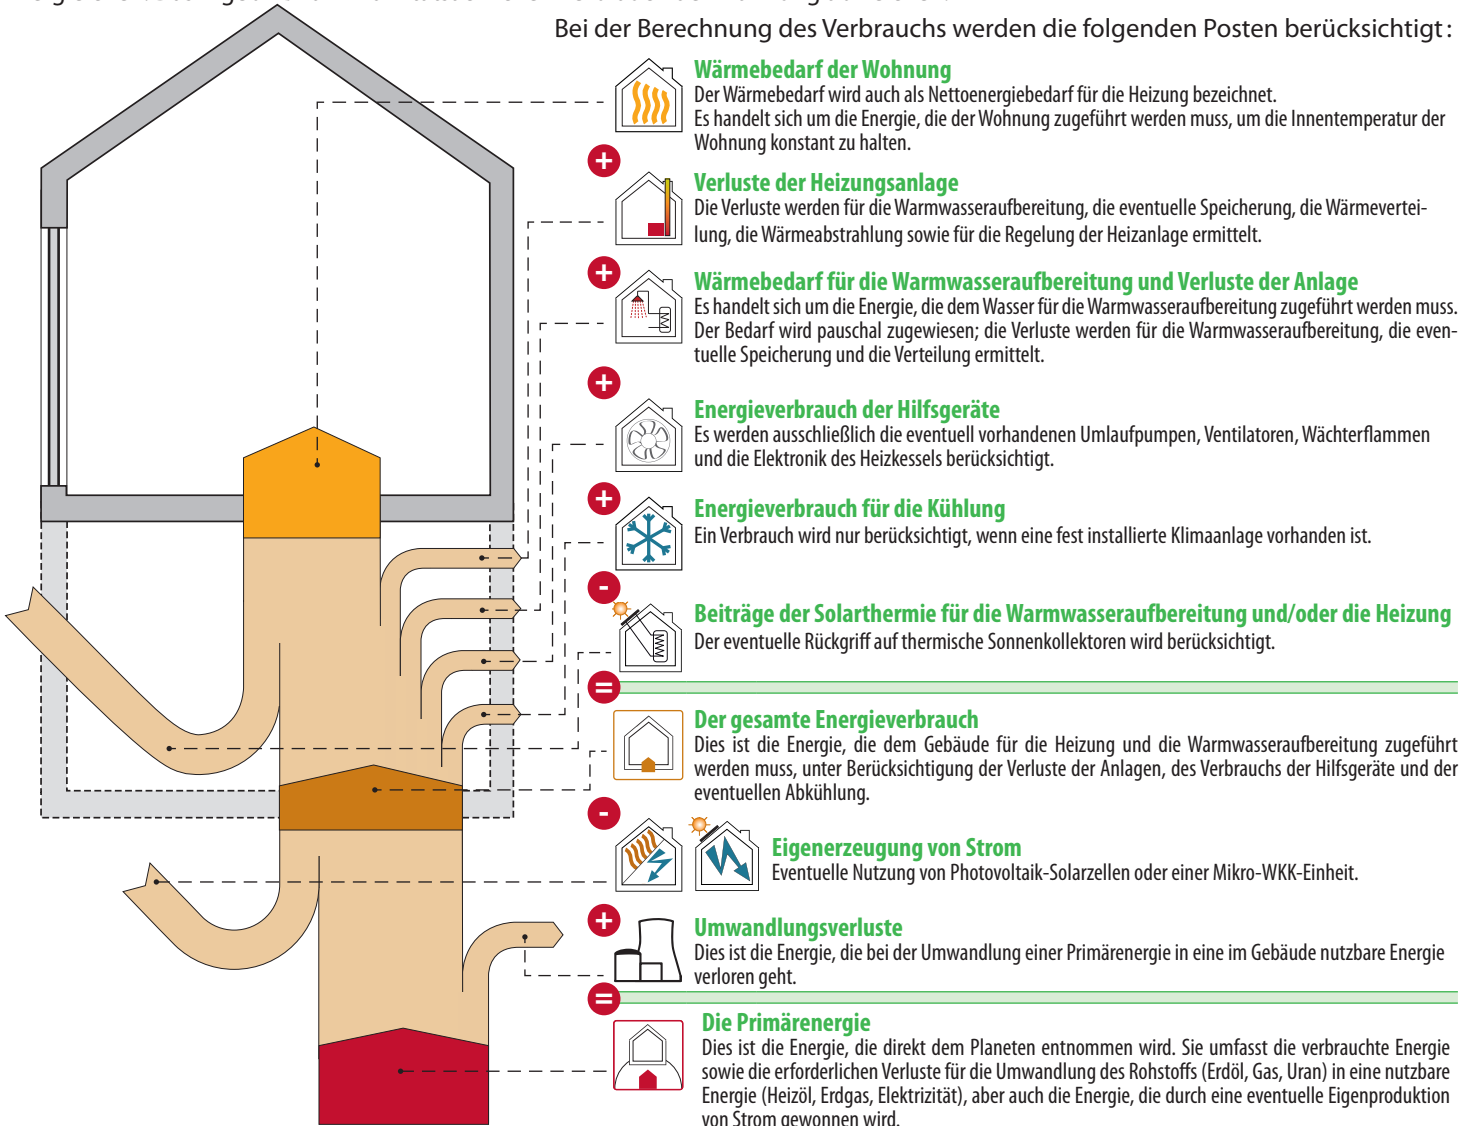 Bei der Berechnung des Verbrauchs werden die folgenden Posten berücksichtigt:
Wärmebedarf der Wohnung
Der Wärmebedarf wird auch als Nettoenergiebedarf für die Heizung bezeichnet.
Es handelt sich um die Energie, die der Wohnung zugeführt werden muss, um die Innentemperatur der
Wohnung konstant zu halten.
+
Verluste der Heizungsanlage
Die Verluste werden für die Warmwasseraufbereitung, die eventuelle Speicherung, die Wärmevertei-
lung, die Wärmeabstrahlung sowie für die Regelung der Heizanlage ermittelt.
+
Wärmebedarf für die Warmwasseraufbereitung und Verluste der Anlage
Es handelt sich um die Energie, die dem Wasser für die Warmwasseraufbereitung zugeführt werden muss.
Der Bedarf wird pauschal zugewiesen; die Verluste werden für die Warmwasseraufbereitung, die even-
tuelle Speicherung und die Verteilung ermittelt.
+
Energieverbrauch der Hilfsgeräte
Es werden ausschließlich die eventuell vorhandenen Umlaufpumpen, Ventilatoren, Wächterflammen
und die Elektronik des Heizkessels berücksichtigt.
+
Energieverbrauch für die Kühlung
Ein Verbrauch wird nur berücksichtigt, wenn eine fest installierte Klimaanlage vorhanden ist.
-
Beiträge der Solarthermie für die Warmwasseraufbereitung und/oder die Heizung
Der eventuelle Rückgriff auf thermische Sonnenkollektoren wird berücksichtigt.
=
Der gesamte Energieverbrauch
Dies ist die Energie, die dem Gebäude für die Heizung und die Warmwasseraufbereitung zugeführt
werden muss, unter Berücksichtigung der Verluste der Anlagen, des Verbrauchs der Hilfsgeräte und der
eventuellen Abkühlung.
-
Eigenerzeugung von Strom
Eventuelle Nutzung von Photovoltaik-Solarzellen oder einer Mikro-WKK-Einheit.
+
Umwandlungsverluste
Dies ist die Energie, die bei der Umwandlung einer Primärenergie in eine im Gebäude nutzbare Energie
verloren geht.
=
Die Primärenergie
Dies ist die Energie, die direkt dem Planeten entnommen wird. Sie umfasst die verbrauchte Energie
sowie die erforderlichen Verluste für die Umwandlung des Rohstoffs (Erdöl, Gas, Uran) in eine nutzbare
Energie (Heizöl, Erdgas, Elektrizität), aber auch die Energie, die durch eine eventuelle Eigenproduktion
von Strom gewonnen wird.